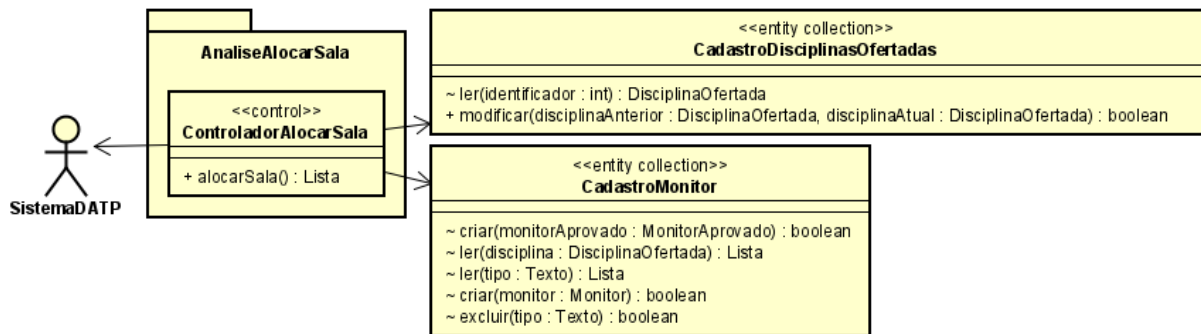 AnaliseAlocarSala
<<control>>
ControladorAlocarSala
+ alocarSala() : Lista
SistemaDATP
<<entity collection>>
CadastroDisciplinasOfertadas
~ ler(identificador : int) : DisciplinaOfertada
+ modificar(disciplinaAnterior : DisciplinaOfertada, disciplinaAtual : DisciplinaOfertada) : boolean
<<entity collection>>
CadastroMonitor
~ criar(monitorAprovado : MonitorAprovado) : boolean
~ ler(disciplina : DisciplinaOfertada) : Lista
~ ler(tipo : Texto) : Lista
~ criar(monitor : Monitor) : boolean
~ excluir(tipo : Texto) : boolean